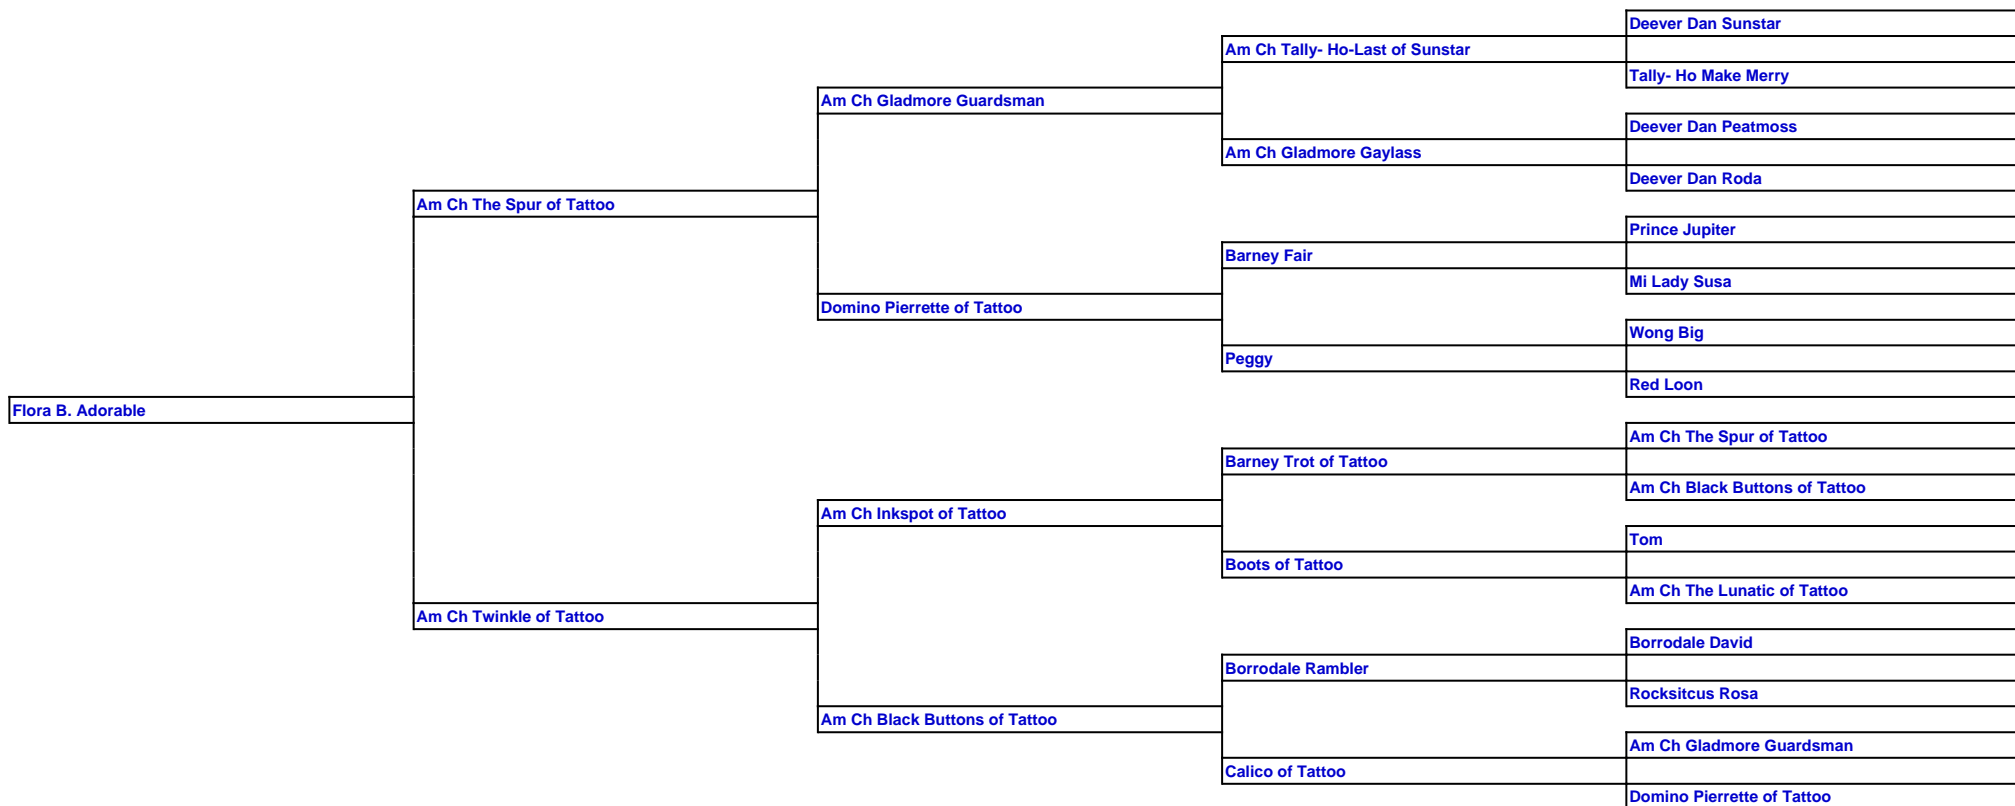 Deever Dan Sunstar
Am Ch Tally- Ho-Last of Sunstar
Tally- Ho Make Merry
Am Ch Gladmore Guardsman
Deever Dan Peatmoss
Am Ch Gladmore Gaylass
Deever Dan Roda
Am Ch The Spur of Tattoo
Prince Jupiter
Barney Fair
Mi Lady Susa
Domino Pierrette of Tattoo
Wong Big
Peggy
Red Loon
Flora B. Adorable
Am Ch The Spur of Tattoo
Barney Trot of Tattoo
Am Ch Black Buttons of Tattoo
Am Ch Inkspot of Tattoo
Tom
Boots of Tattoo
Am Ch The Lunatic of Tattoo
Am Ch Twinkle of Tattoo
Borrodale David
Borrodale Rambler
Rocksitcus Rosa
Am Ch Black Buttons of Tattoo
Am Ch Gladmore Guardsman
Calico of Tattoo
Domino Pierrette of Tattoo